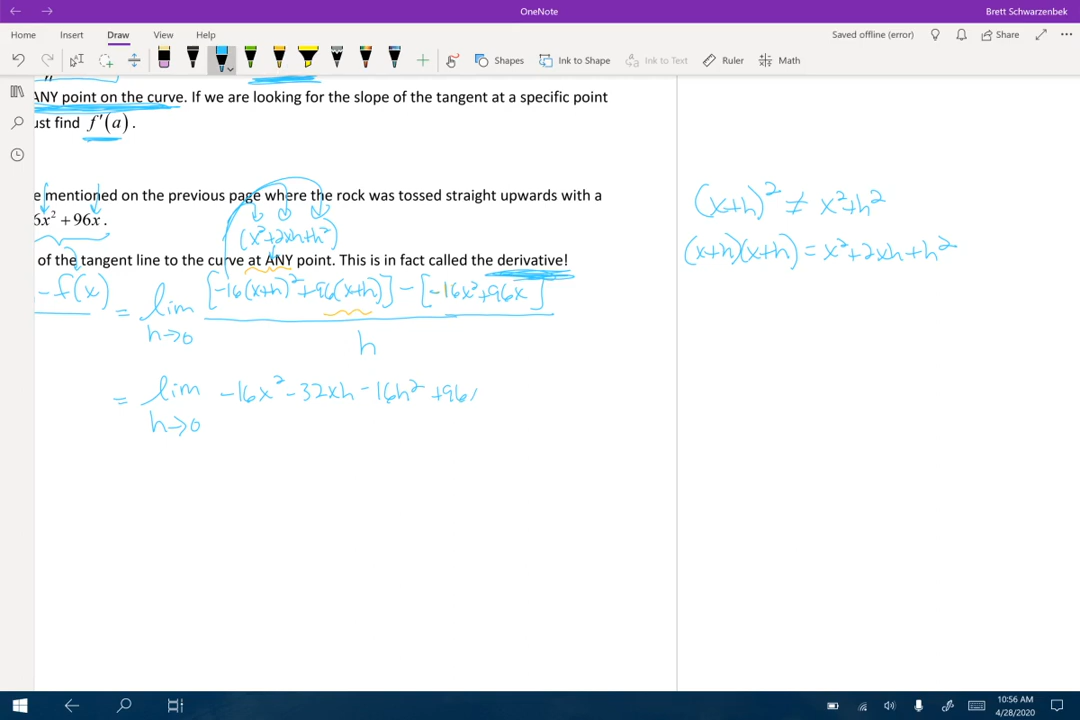 OneNote
Brett Schwarzenbek
Home Insert Draw View Help
Saved offline (error) Share
Shapes Ink to Shape Ink to Text Ruler Math
ANY point on the curve. If we are looking for the slope of the tangent at a specific point
ust find f'(a).
e mentioned on the previous page where the rock was tossed straight upwards with a
6x² + 96x.
(x²+2xh+h²)
of the tangent line to the curve at ANY point. This is in fact called the derivative!
- f(x) = lim h→0 [-16(x+h)²+96(x+h)] - [-16x²+96x]
h
= lim h→0 -16x² - 32xh - 16h² + 96
(x+h)² ≠ x²+h²
(x+h)(x+h) = x²+2xh+h²
10:56 AM
4/28/2020